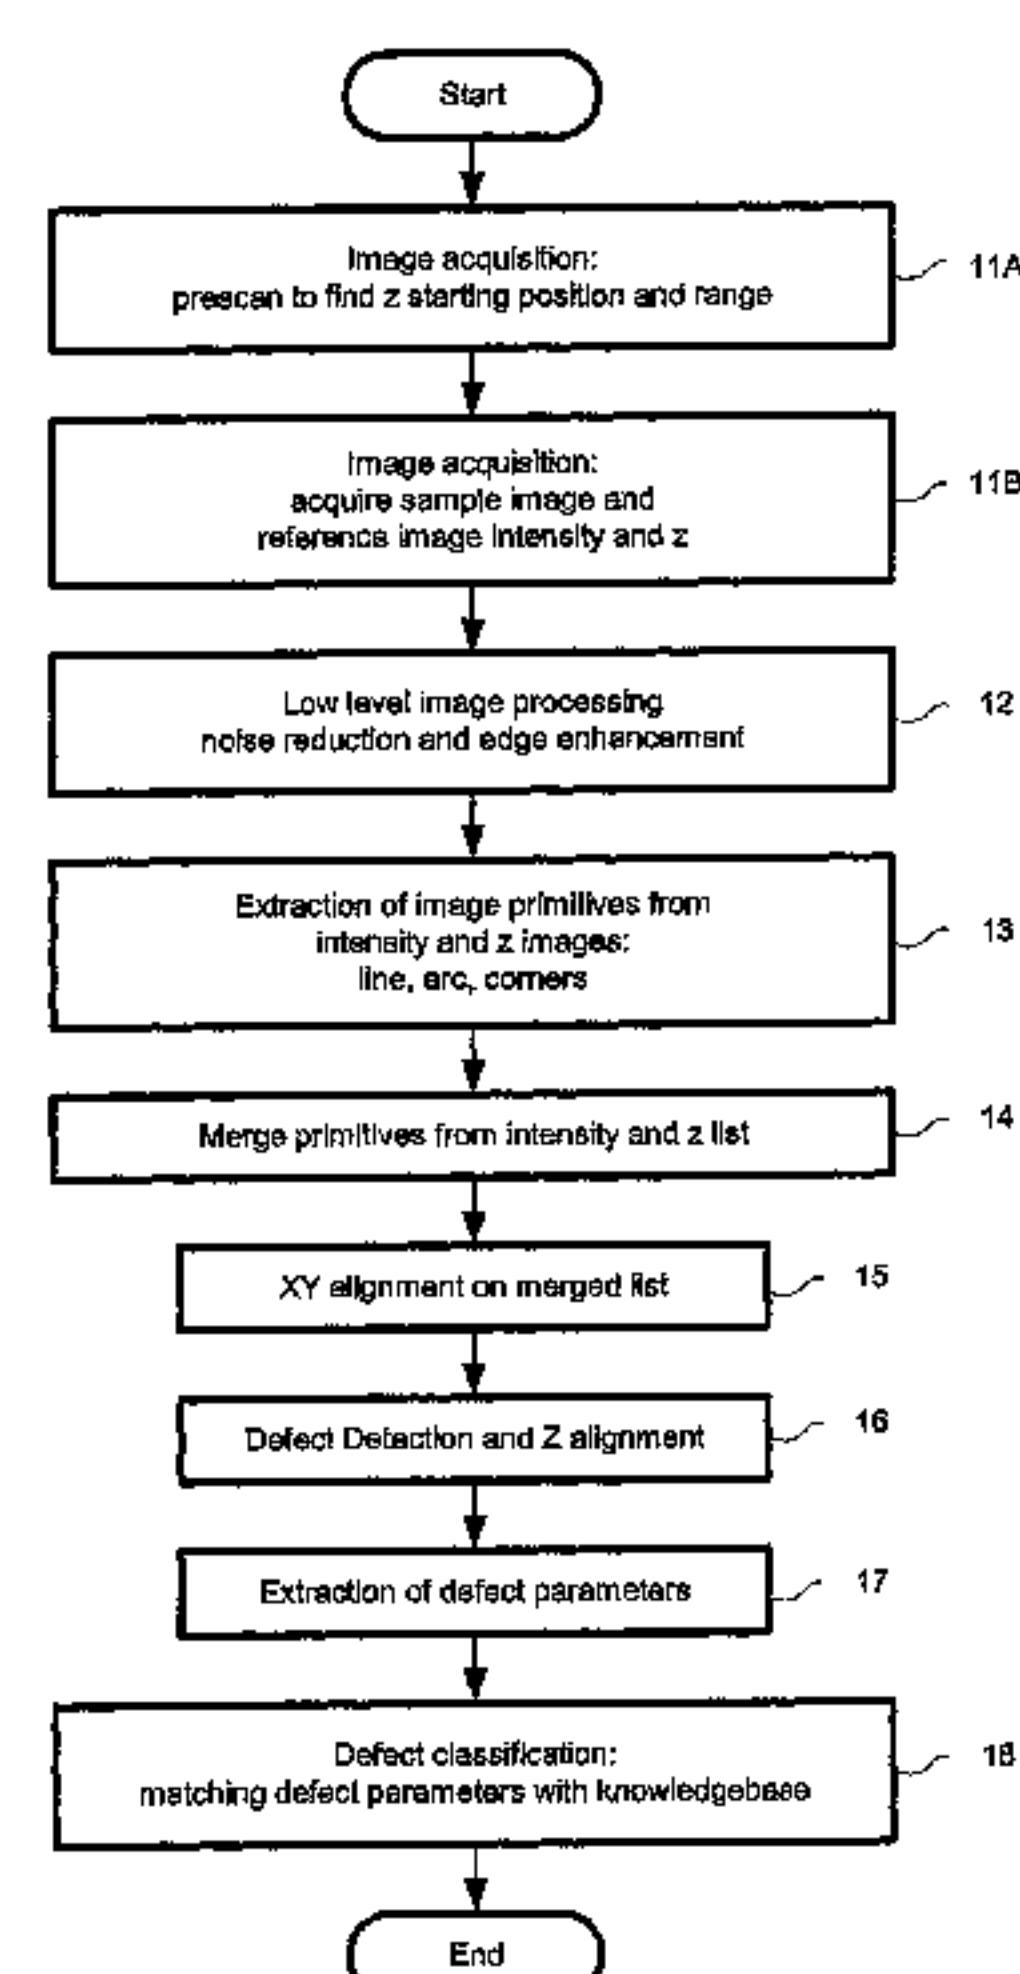 Start
Image acquisition:
prescan to find z starting position and range
11A
Image acquisition:
acquire sample image and
reference image intensity and z
11B
Low level image processing
noise reduction and edge enhancement
12
Extraction of image primitives from
intensity and z images:
line, arc, corners
13
Merge primitives from intensity and z list
14
XY alignment on merged list
15
Defect Detection and Z alignment
16
Extraction of defect parameters
17
Defect classification:
matching defect parameters with knowledgebase
18
End